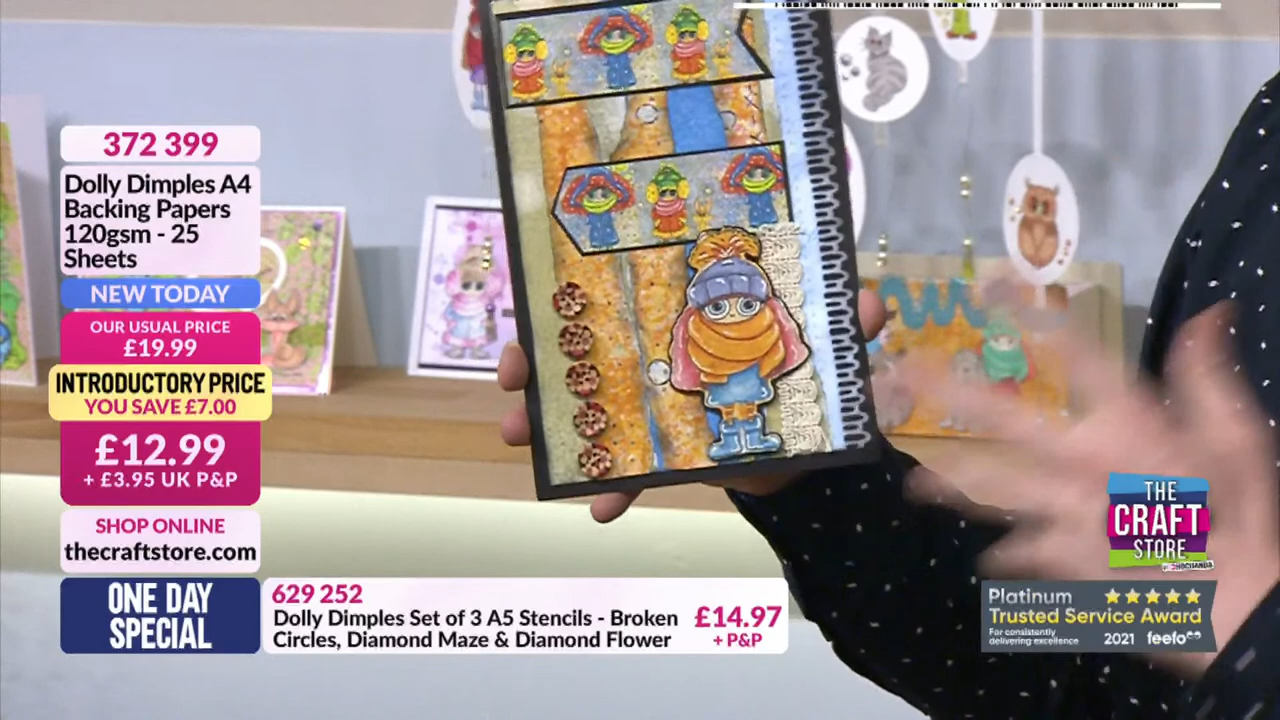 372 399
Dolly Dimples A4
Backing Papers
120gsm - 25
Sheets
NEW TODAY
OUR USUAL PRICE
£19.99
INTRODUCTORY PRICE
YOU SAVE £7.00
£12.99
+ £3.95 UK P&P
SHOP ONLINE
thecraftstore.com
ONE DAY
SPECIAL
629 252
Dolly Dimples Set of 3 A5 Stencils - Broken
Circles, Diamond Maze & Diamond Flower
£14.97
+ P&P
THE
CRAFT
STORE
HOCHANDA
Platinum ★★★★★
Trusted Service Award
For consistently
delivering excellence
2021 feefo